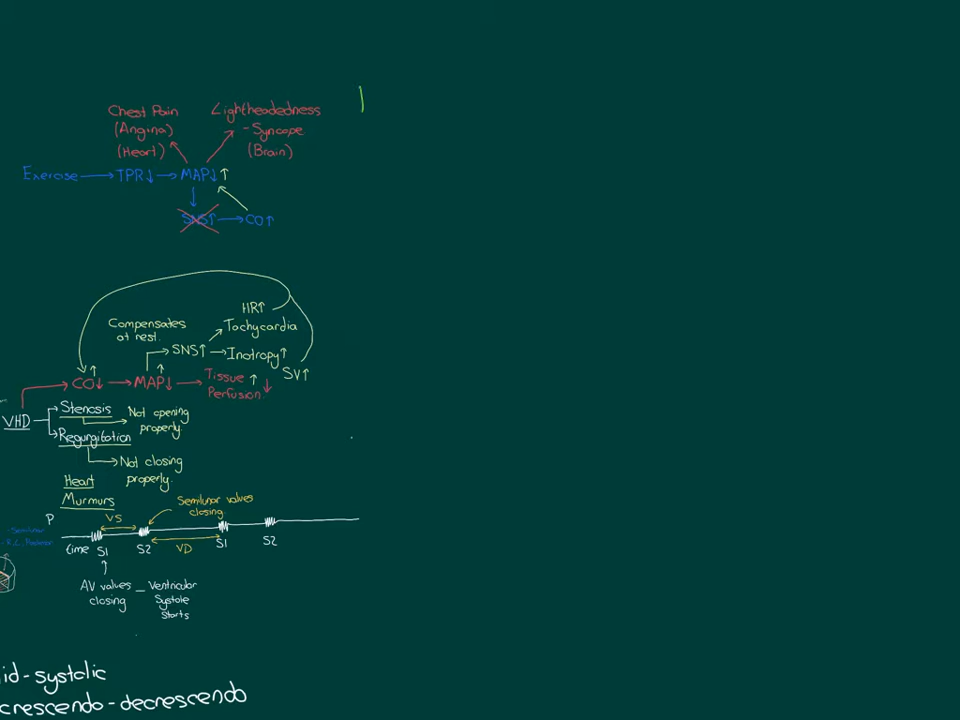 Chest Pain Lightheadedness
(Angina) - Syncope
(Heart) (Brain)
Exercise → TPR↓ → MAP↓ ↑
SNS↑ → CO↑
HR↑
Compensates Tachycardia
at rest.
SNS↑ → Inotropy↑
SV↑
CO↓ ↑ → MAP↓ ↑ → Tissue ↑
Perfusion ↓
VHD
Stenosis → Not opening
properly.
Regurgitation
→ Not closing
properly.
Heart
Murmurs
Semilunar valves
closing.
P VS
time S1 S2 VD S1 S2
AV valves – Ventricular
closing Systole
Starts
id-systolic
crescendo-decrescendo